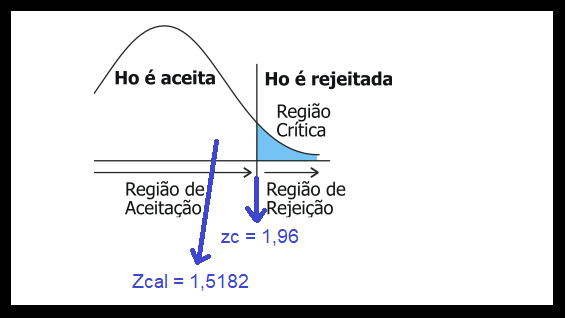 Ho é aceita
Ho é rejeitada
Região
Crítica
Região de
Aceitação
Região de
Rejeição
zc = 1,96
Zcal = 1,5182